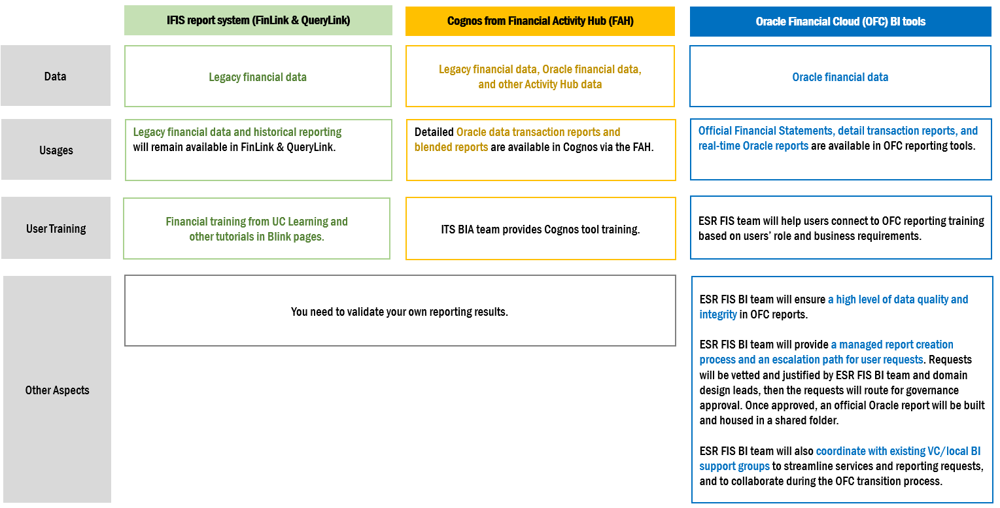 IFIS report system (FinLink & QueryLink)
Cognos from Financial Activity Hub (FAH)
Oracle Financial Cloud (OFC) BI tools
Data
Legacy financial data
Legacy financial data, Oracle financial data,
and other Activity Hub data
Oracle financial data
Usages
Legacy financial data and historical reporting
will remain available in FinLink & QueryLink.
Detailed Oracle data transaction reports and
blended reports are available in Cognos via the FAH.
Official Financial Statements, detail transaction reports, and
real-time Oracle reports are available in OFC reporting tools.
User Training
Financial training from UC Learning and
other tutorials in Blink pages.
ITS BIA team provides Cognos tool training.
ESR FIS team will help users connect to OFC reporting training
based on users’ role and business requirements.
Other Aspects
You need to validate your own reporting results.
ESR FIS BI team will ensure a high level of data quality and
integrity in OFC reports.
ESR FIS BI team will provide a managed report creation
process and an escalation path for user requests. Requests
will be vetted and justified by ESR FIS BI team and domain
design leads, then the requests will route for governance
approval. Once approved, an official Oracle report will be built
and housed in a shared folder.
ESR FIS BI team will also coordinate with existing VC/local BI
support groups to streamline services and reporting requests,
and to collaborate during the OFC transition process.